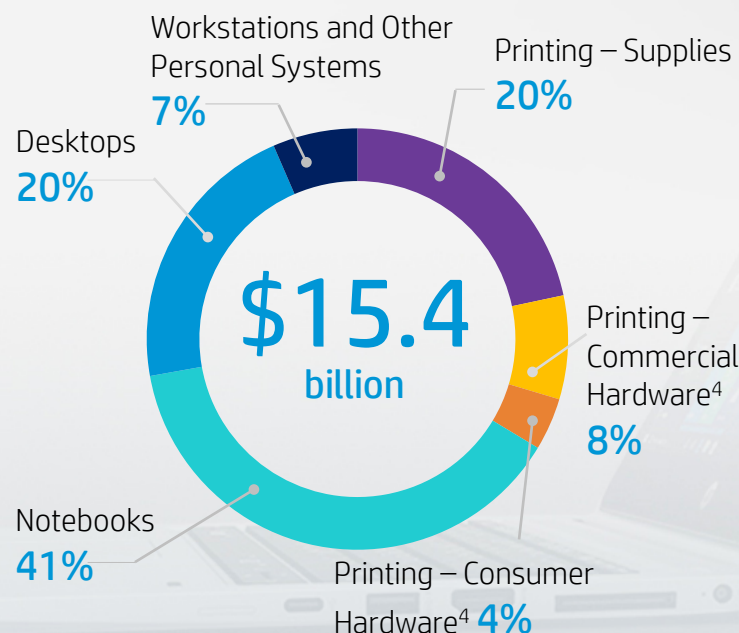 Workstations and Other
Personal Systems
7%
Printing – Supplies
20%
Desktops
20%
$15.4
billion
Printing –
Commercial
Hardware⁴
8%
Notebooks
41%
Printing – Consumer
Hardware⁴ 4%